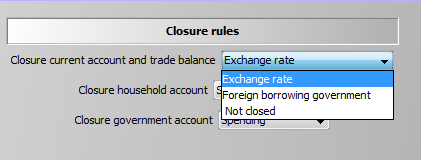 Closure rules
Closure current account and trade balance Exchange rate
Exchange rate
Foreign borrowing government
Not closed
Closure household account S
Closure government account Spending